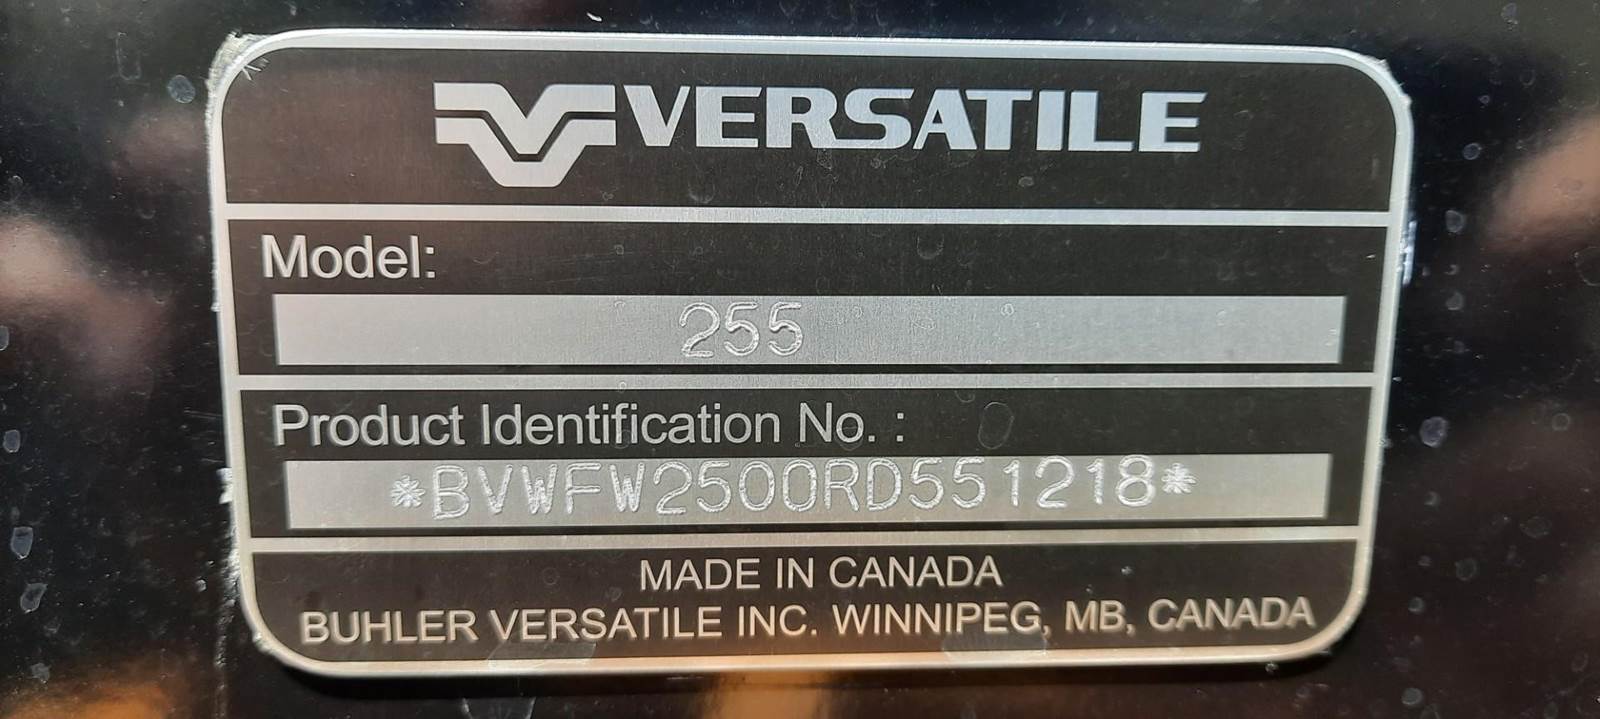 VERSATILE
Model:
255
Product Identification No. :
*BVWFW2500RD551218*
MADE IN CANADA
BUHLER VERSATILE INC. WINNIPEG, MB, CANADA